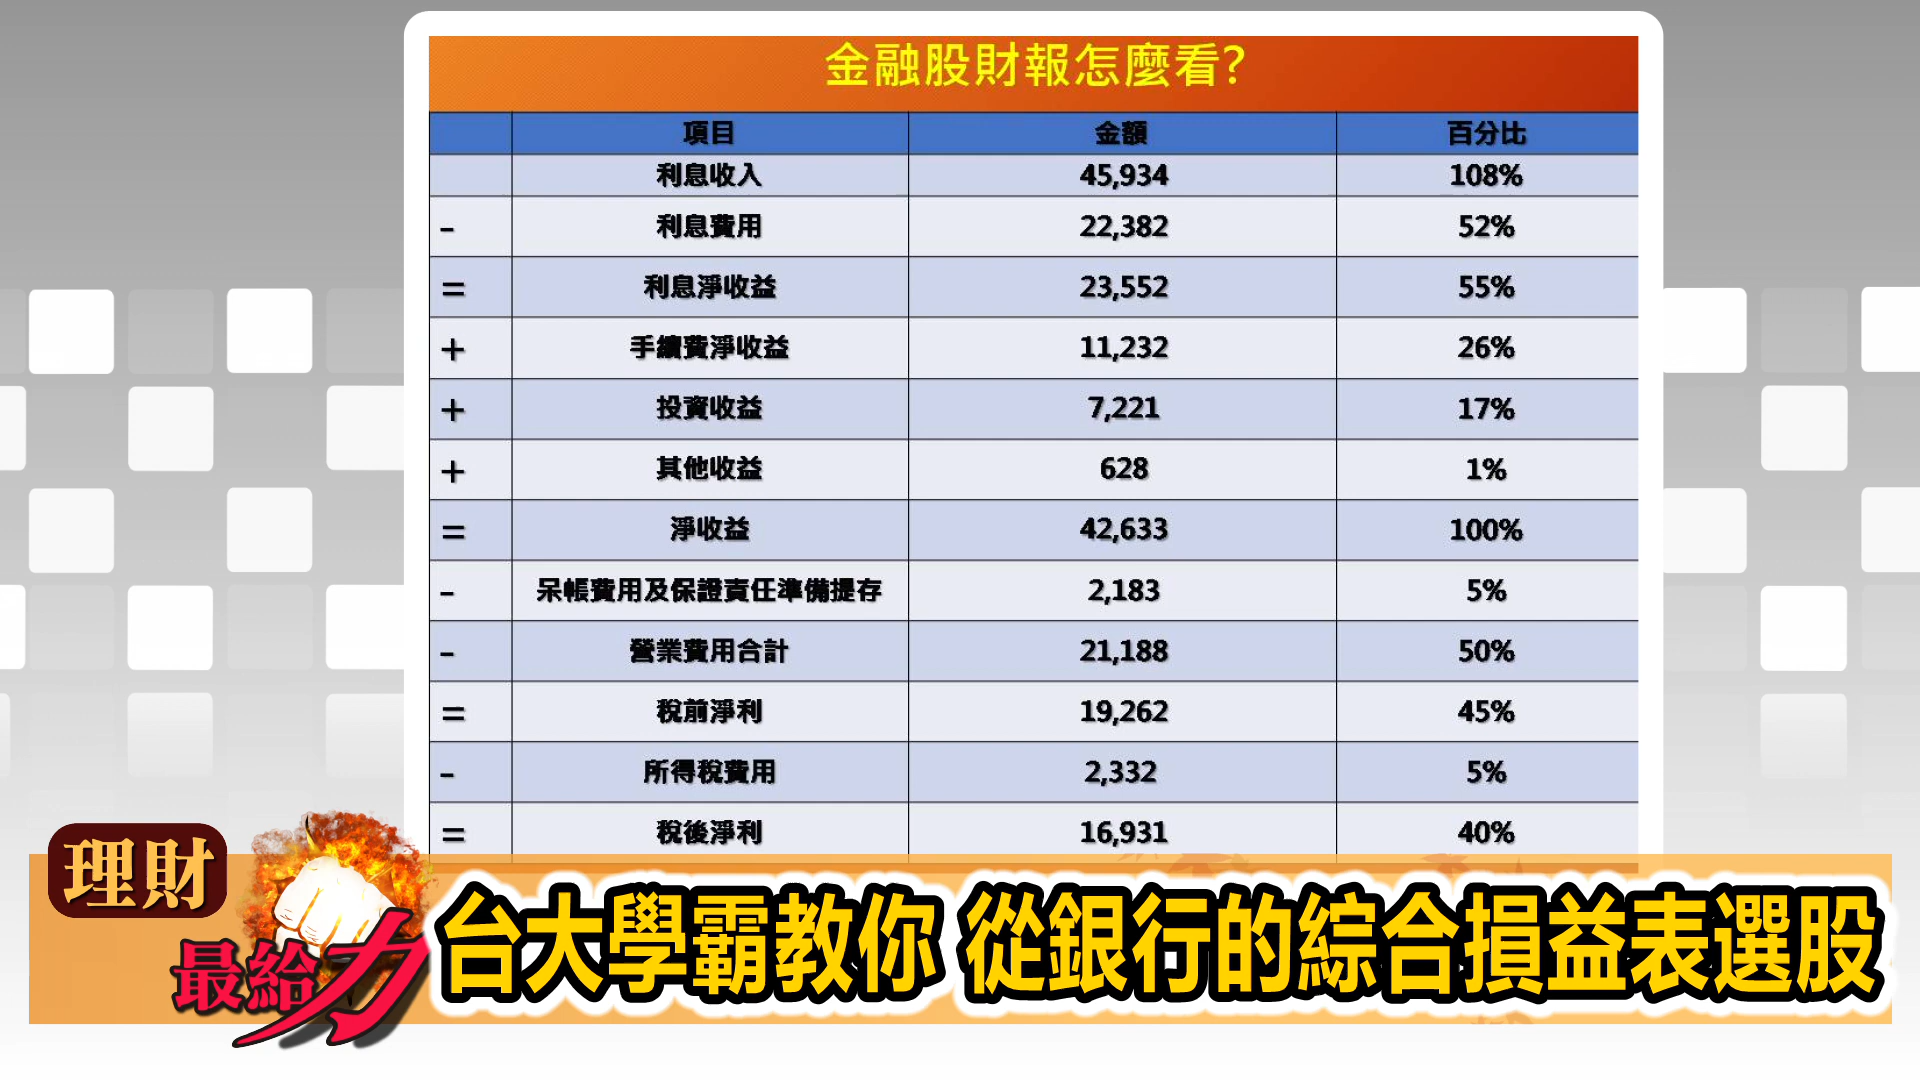 金融股財報怎麼看?
項目 金額 百分比
利息收入 45,934 108%
- 利息費用 22,382 52%
= 利息淨收益 23,552 55%
+ 手續費淨收益 11,232 26%
+ 投資收益 7,221 17%
+ 其他收益 628 1%
= 淨收益 42,633 100%
- 呆帳費用及保證責任準備提存 2,183 5%
- 營業費用合計 21,188 50%
= 稅前淨利 19,262 45%
- 所得稅費用 2,332 5%
= 稅後淨利 16,931 40%
理財
最給力
台大學霸教你 從銀行的綜合損益表選股